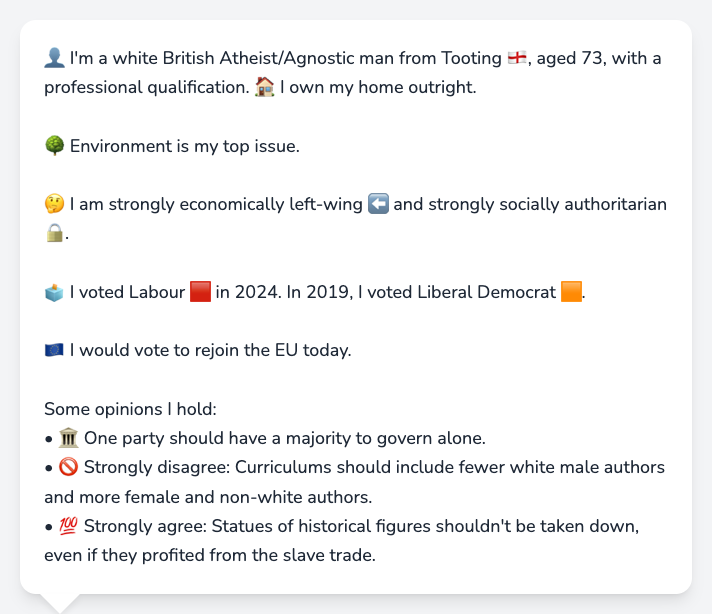 👤 I'm a white British Atheist/Agnostic man from Tooting 🏴󠁧󠁢󠁥󠁮󠁧󠁿, aged 73, with a
professional qualification. 🏠 I own my home outright.
🌳 Environment is my top issue.
🤔 I am strongly economically left-wing ⬅️ and strongly socially authoritarian
🔒.
🗳️ I voted Labour 🟥 in 2024. In 2019, I voted Liberal Democrat 🟧.
🇪🇺 I would vote to rejoin the EU today.
Some opinions I hold:
• 🏛️ One party should have a majority to govern alone.
• 🚫 Strongly disagree: Curriculums should include fewer white male authors
and more female and non-white authors.
• 💯 Strongly agree: Statues of historical figures shouldn't be taken down,
even if they profited from the slave trade.